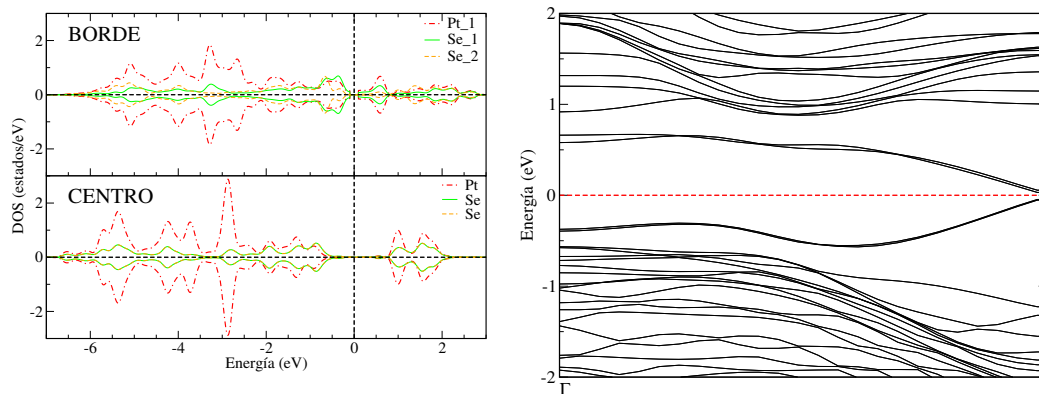 BORDE
Pt_1
Se_1
Se_2
2
0
-2
CENTRO
Pt
Se
Se
2
0
-2
DOS (estados/eV)
-6
-4
-2
0
2
Energía (eV)
2
1
0
-1
-2
Energía (eV)
Γ